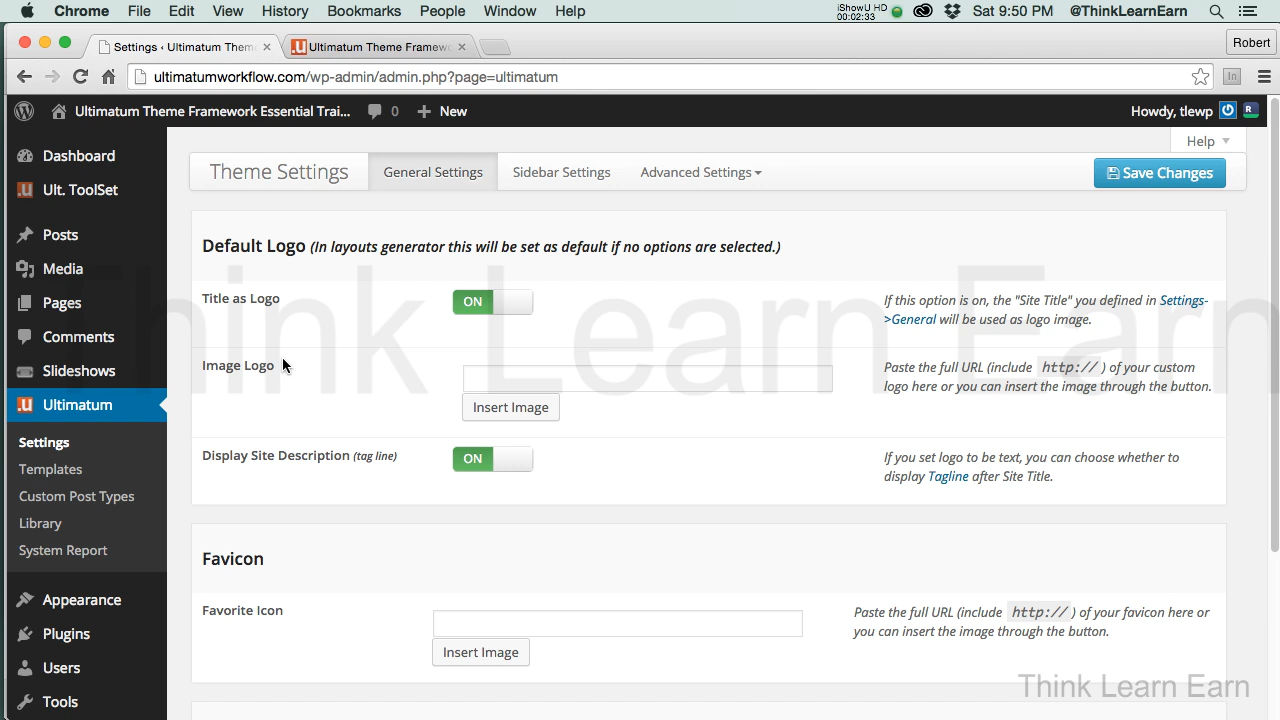 Chrome File Edit View History Bookmarks People Window Help iShowU HD 00:02:33 Sat 9:50 PM @ThinkLearnEarn
Settings ‹ Ultimatum Them × Ultimatum Theme Framew × Robert
ultimatumworkflow.com/wp-admin/admin.php?page=ultimatum
Ultimatum Theme Framework Essential Trai... 0 + New Howdy, tlewp
Help
Dashboard
Ult. ToolSet
Posts
Media
Pages
Comments
Slideshows
Ultimatum
Settings
Templates
Custom Post Types
Library
System Report
Appearance
Plugins
Users
Tools
Theme Settings General Settings Sidebar Settings Advanced Settings Save Changes
Default Logo (In layouts generator this will be set as default if no options are selected.)
Title as Logo ON
If this option is on, the "Site Title" you defined in Settings-
>General will be used as logo image.
Image Logo
Insert Image
Paste the full URL (include http:// ) of your custom
logo here or you can insert the image through the button.
Display Site Description (tag line) ON
If you set logo to be text, you can choose whether to
display Tagline after Site Title.
Favicon
Favorite Icon
Insert Image
Paste the full URL (include http:// ) of your favicon here or
you can insert the image through the button.
Think Learn Earn
Think Learn Earn